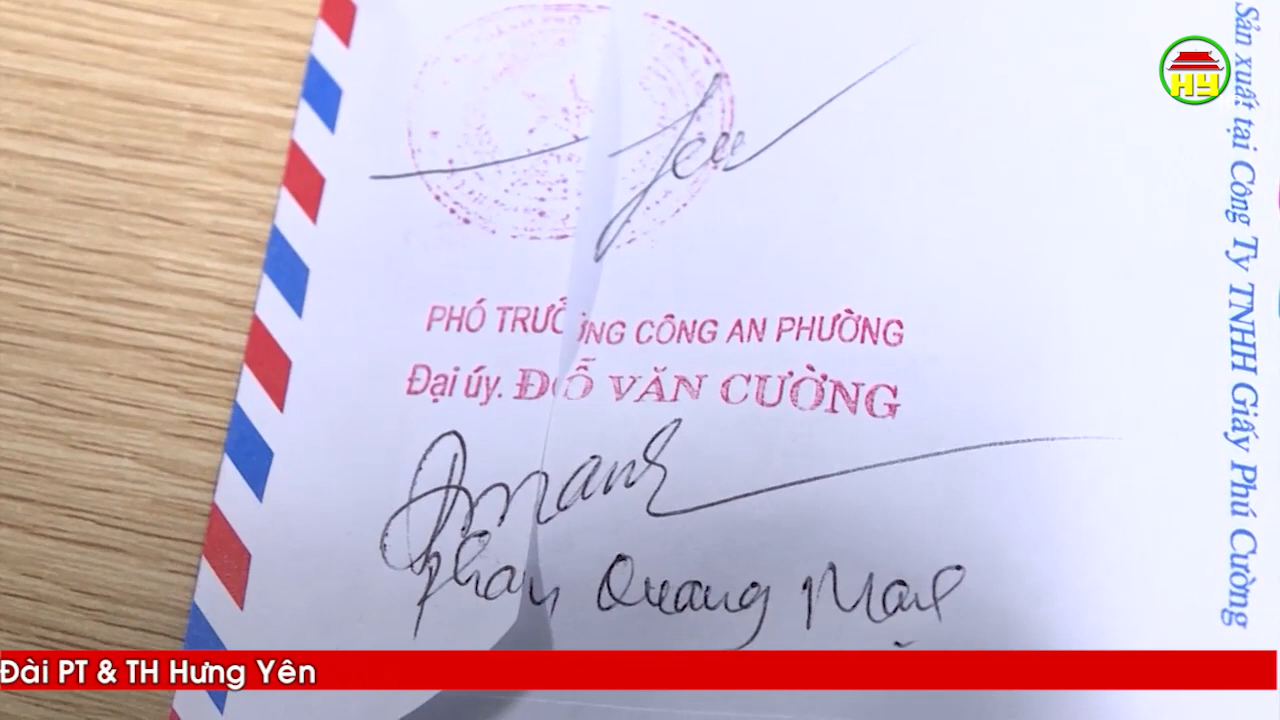 PHÓ TRƯỞNG CÔNG AN PHƯỜNG
Đại úy. ĐỖ VĂN CƯỜNG
Phan Quang Mạnh
Sản xuất tại Công Ty TNHH Giấy Phú Cường
HY
Đài PT & TH Hưng Yên